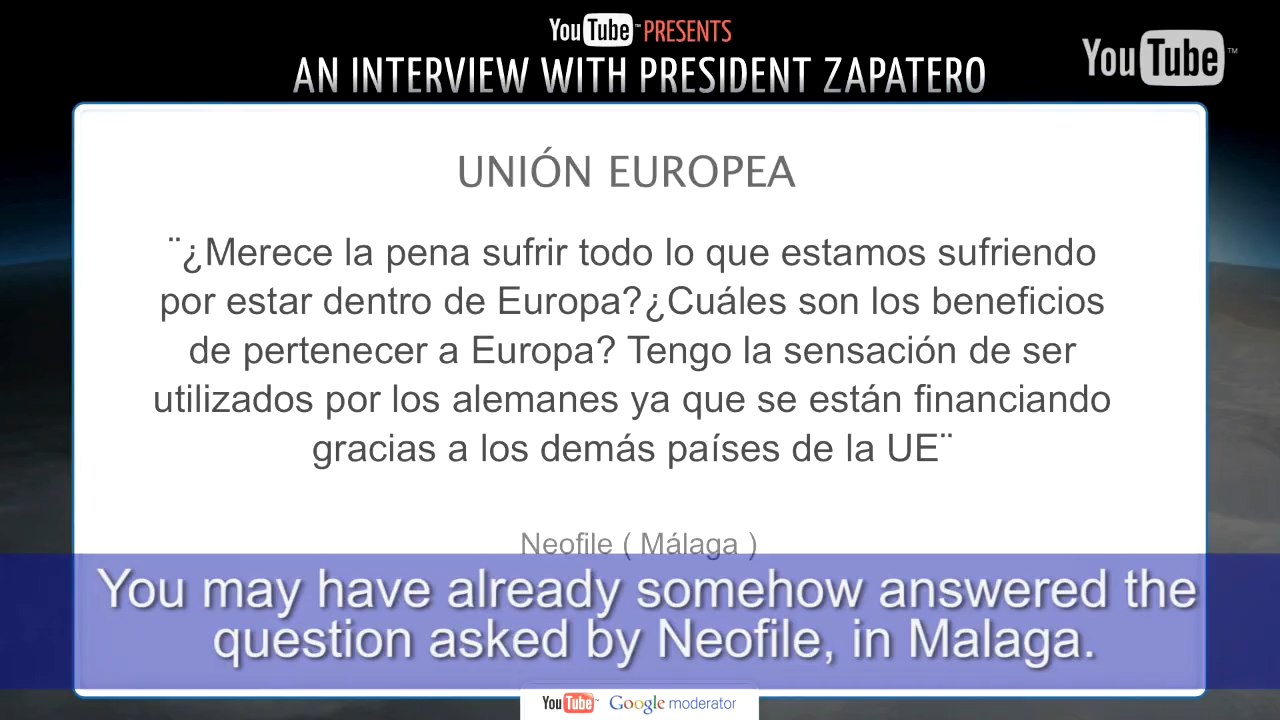 YouTube™ PRESENTS
AN INTERVIEW WITH PRESIDENT ZAPATERO
YouTube™
UNIÓN EUROPEA
¨¿Merece la pena sufrir todo lo que estamos sufriendo
por estar dentro de Europa?¿Cuáles son los beneficios
de pertenecer a Europa? Tengo la sensación de ser
utilizados por los alemanes ya que se están financiando
gracias a los demás países de la UE¨
Neofile ( Málaga )
You may have already somehow answered the
question asked by Neofile, in Malaga.
YouTube™ Google moderator